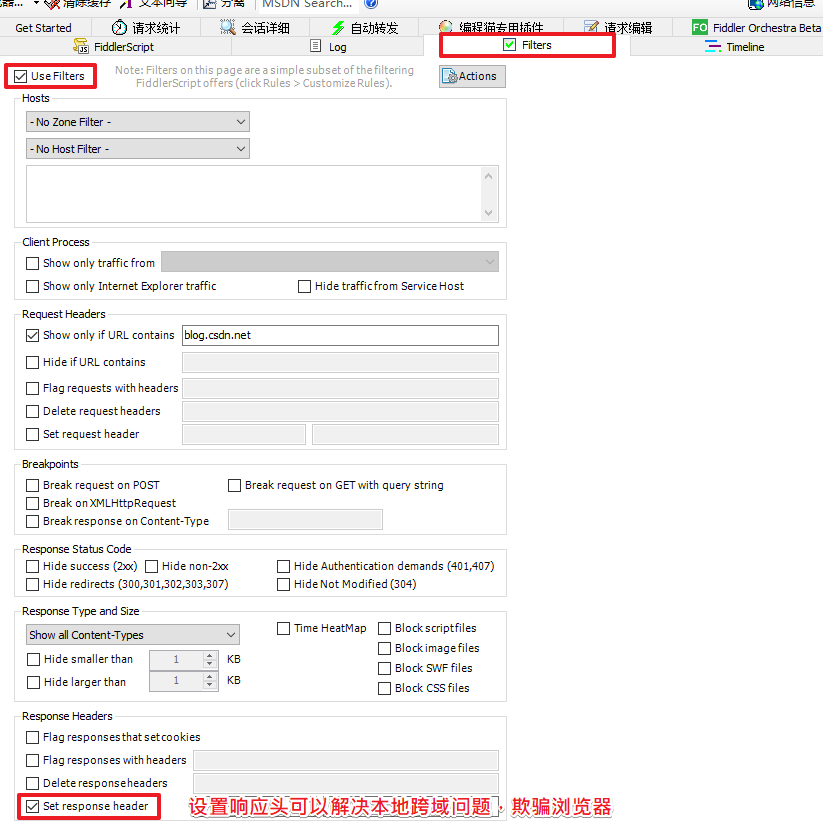 清除缓存 文本向导 分离 MSDN Search... 网络信息
Get Started 请求统计 会话详细 自动转发 编程猫专用插件 请求编辑 FO Fiddler Orchestra Beta
FiddlerScript Log Filters Timeline
Use Filters Note: Filters on this page are a simple subset of the filtering
FiddlerScript offers (click Rules > Customize Rules). Actions
Hosts
- No Zone Filter -
- No Host Filter -
Client Process
Show only traffic from
Show only Internet Explorer traffic Hide traffic from Service Host
Request Headers
Show only if URL contains blog.csdn.net
Hide if URL contains
Flag requests with headers
Delete request headers
Set request header
Breakpoints
Break request on POST Break request on GET with query string
Break on XMLHttpRequest
Break response on Content-Type
Response Status Code
Hide success (2xx) Hide non-2xx Hide Authentication demands (401,407)
Hide redirects (300,301,302,303,307) Hide Not Modified (304)
Response Type and Size
Show all Content-Types Time HeatMap Block script files
Block image files
Hide smaller than 1 KB
Block SWF files
Hide larger than 1 KB
Block CSS files
Response Headers
Flag responses that set cookies
Flag responses with headers
Delete response headers
Set response header 设置响应头可以解决本地跨域问题，欺骗浏览器